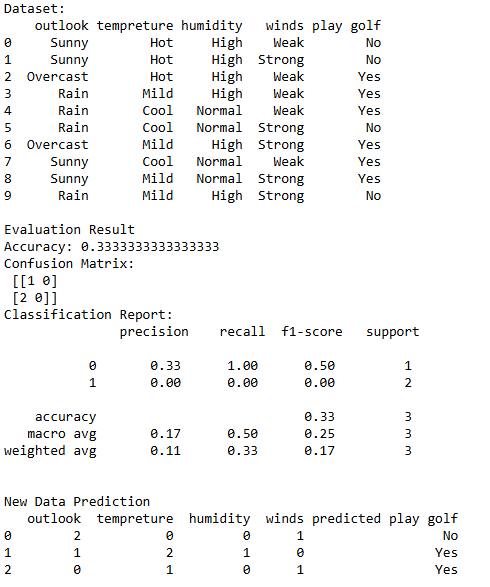 Dataset:
outlook tempreture humidity winds play golf
0 Sunny Hot High Weak No
1 Sunny Hot High Strong No
2 Overcast Hot High Weak Yes
3 Rain Mild High Weak Yes
4 Rain Cool Normal Weak Yes
5 Rain Cool Normal Strong No
6 Overcast Mild High Strong Yes
7 Sunny Cool Normal Weak Yes
8 Sunny Mild Normal Strong Yes
9 Rain Mild High Strong No
Evaluation Result
Accuracy: 0.3333333333333333
Confusion Matrix:
[[1 0]
[2 0]]
Classification Report:
precision recall f1-score support
0 0.33 1.00 0.50 1
1 0.00 0.00 0.00 2
accuracy 0.33 3
macro avg 0.17 0.50 0.25 3
weighted avg 0.11 0.33 0.17 3
New Data Prediction
outlook tempreture humidity winds predicted play golf
0 2 0 0 1 No
1 1 2 1 0 Yes
2 0 1 0 1 Yes